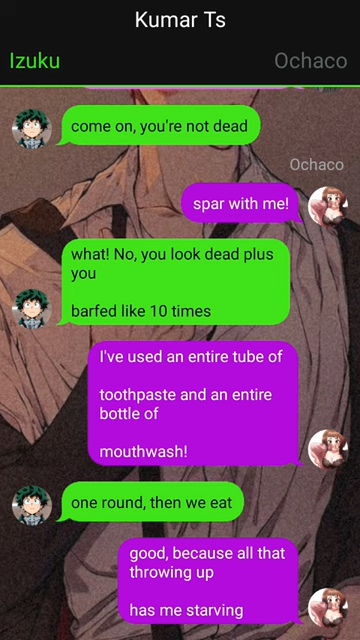 Kumar Ts
Izuku
Ochaco
come on, you're not dead
Ochaco
spar with me!
what! No, you look dead plus
you
barfed like 10 times
I've used an entire tube of
toothpaste and an entire
bottle of
mouthwash!
one round, then we eat
good, because all that
throwing up
has me starving